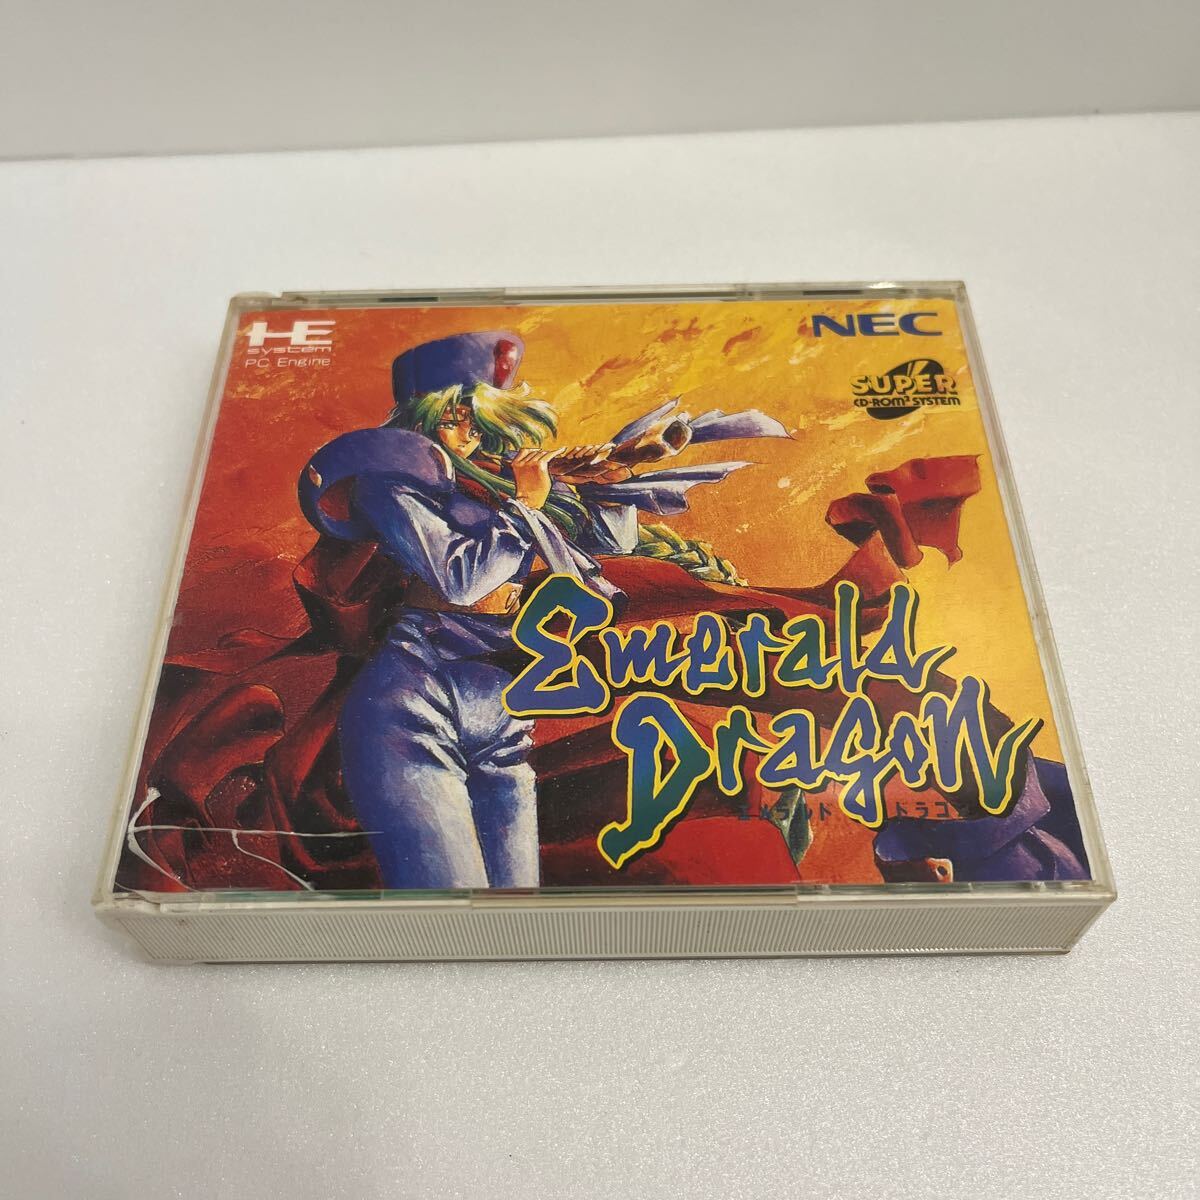 HE
system
PC Engine
NEC
SUPER
CD-ROM² SYSTEM
Emerald
Dragon
エメラルド ドラゴン